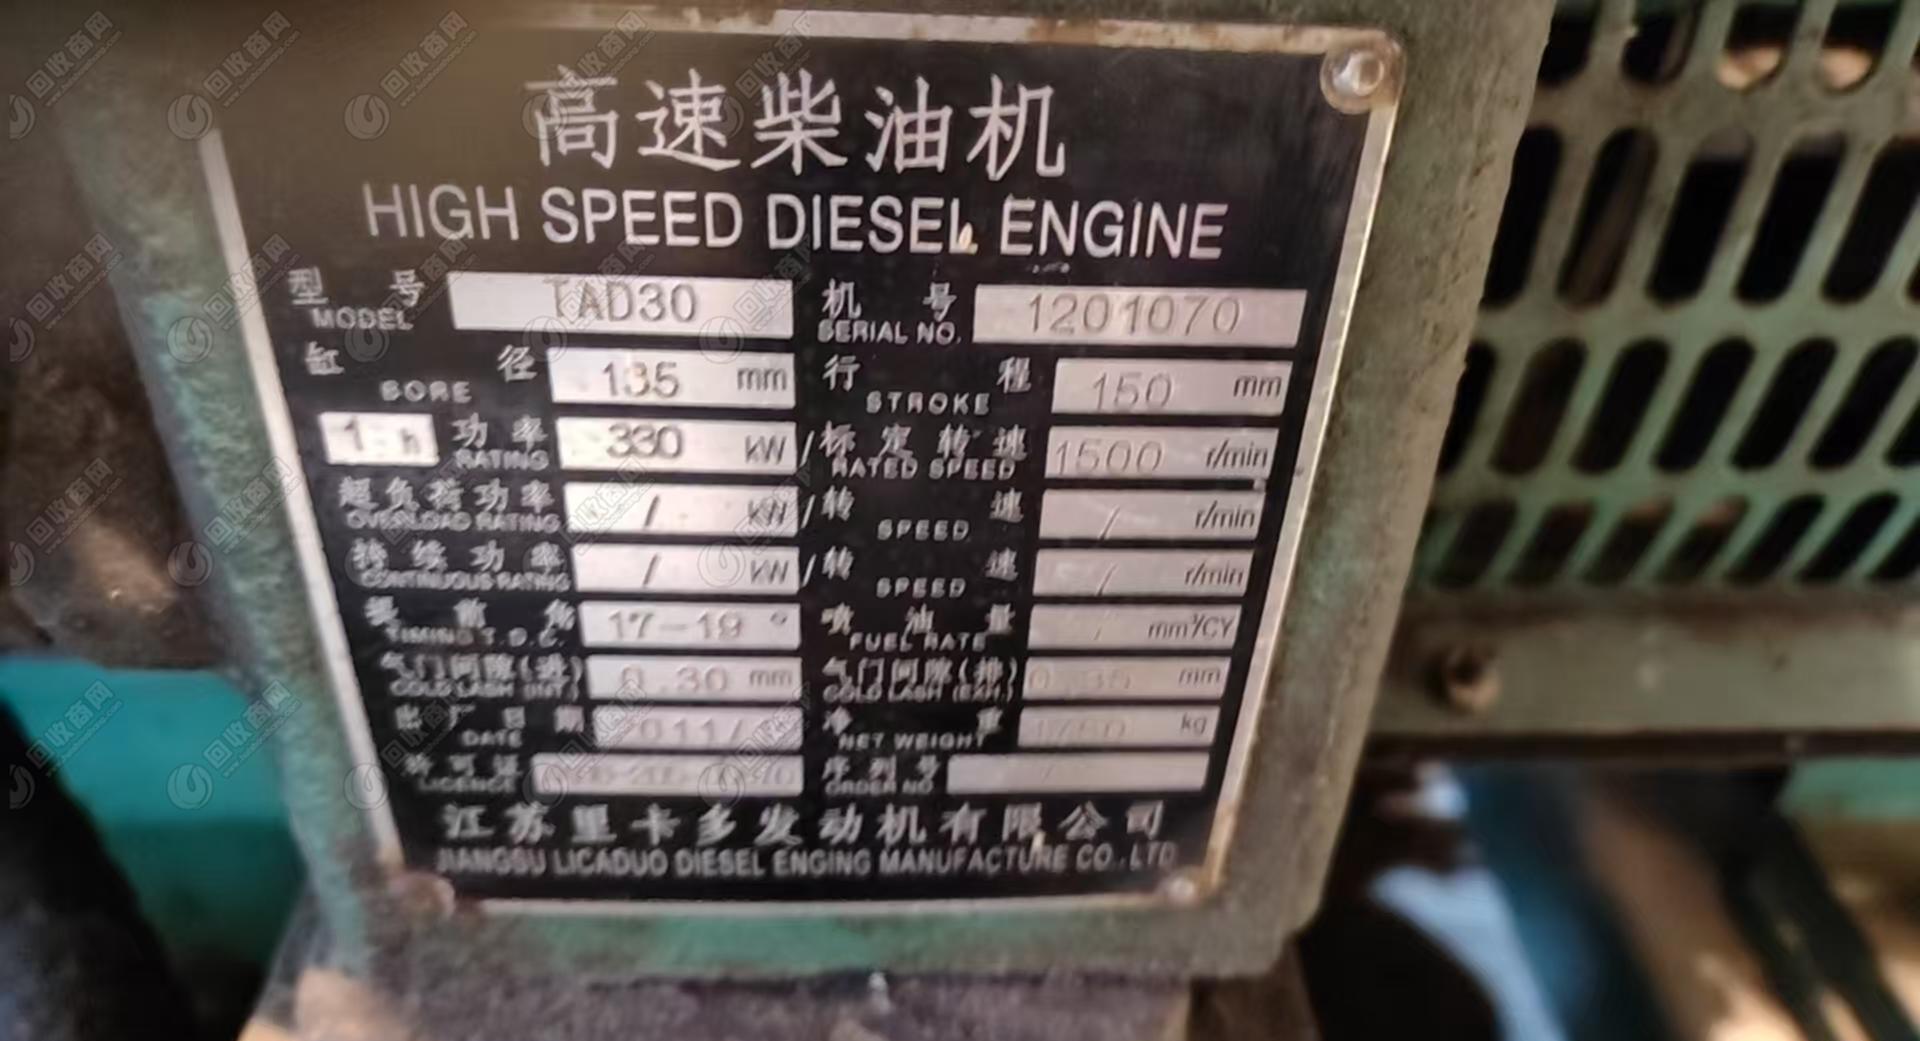 高速柴油机
HIGH SPEED DIESEL ENGINE
型号 TAD30 机号 1201070
MODEL SERIAL NO.
缸径 135 mm 行程 150 mm
BORE STROKE
1 h 功率 330 kW / 标定转速 1500 r/min
RATING RATED SPEED
超负荷功率 / kW / 转速 / r/min
OVERLOAD RATING SPEED
持续功率 / kW / 转速 / r/min
CONTINUOUS RATING SPEED
提前角 17-19 ° 喷油量 / mm³/CY
TIMING T.D.C. FUEL RATE
气门间隙(进) 0.30 mm 气门间隙(排) 0.35 mm
COLD LASH (INT.) COLD LASH (EXH.)
出厂日期 2011/ 净重 kg
DATE NET WEIGHT
许可证 序列号
LICENCE ORDER NO
江苏里卡多发动机有限公司
JIANGSU LICADUO DIESEL ENGING MANUFACTURE CO.,LTD
回收商网